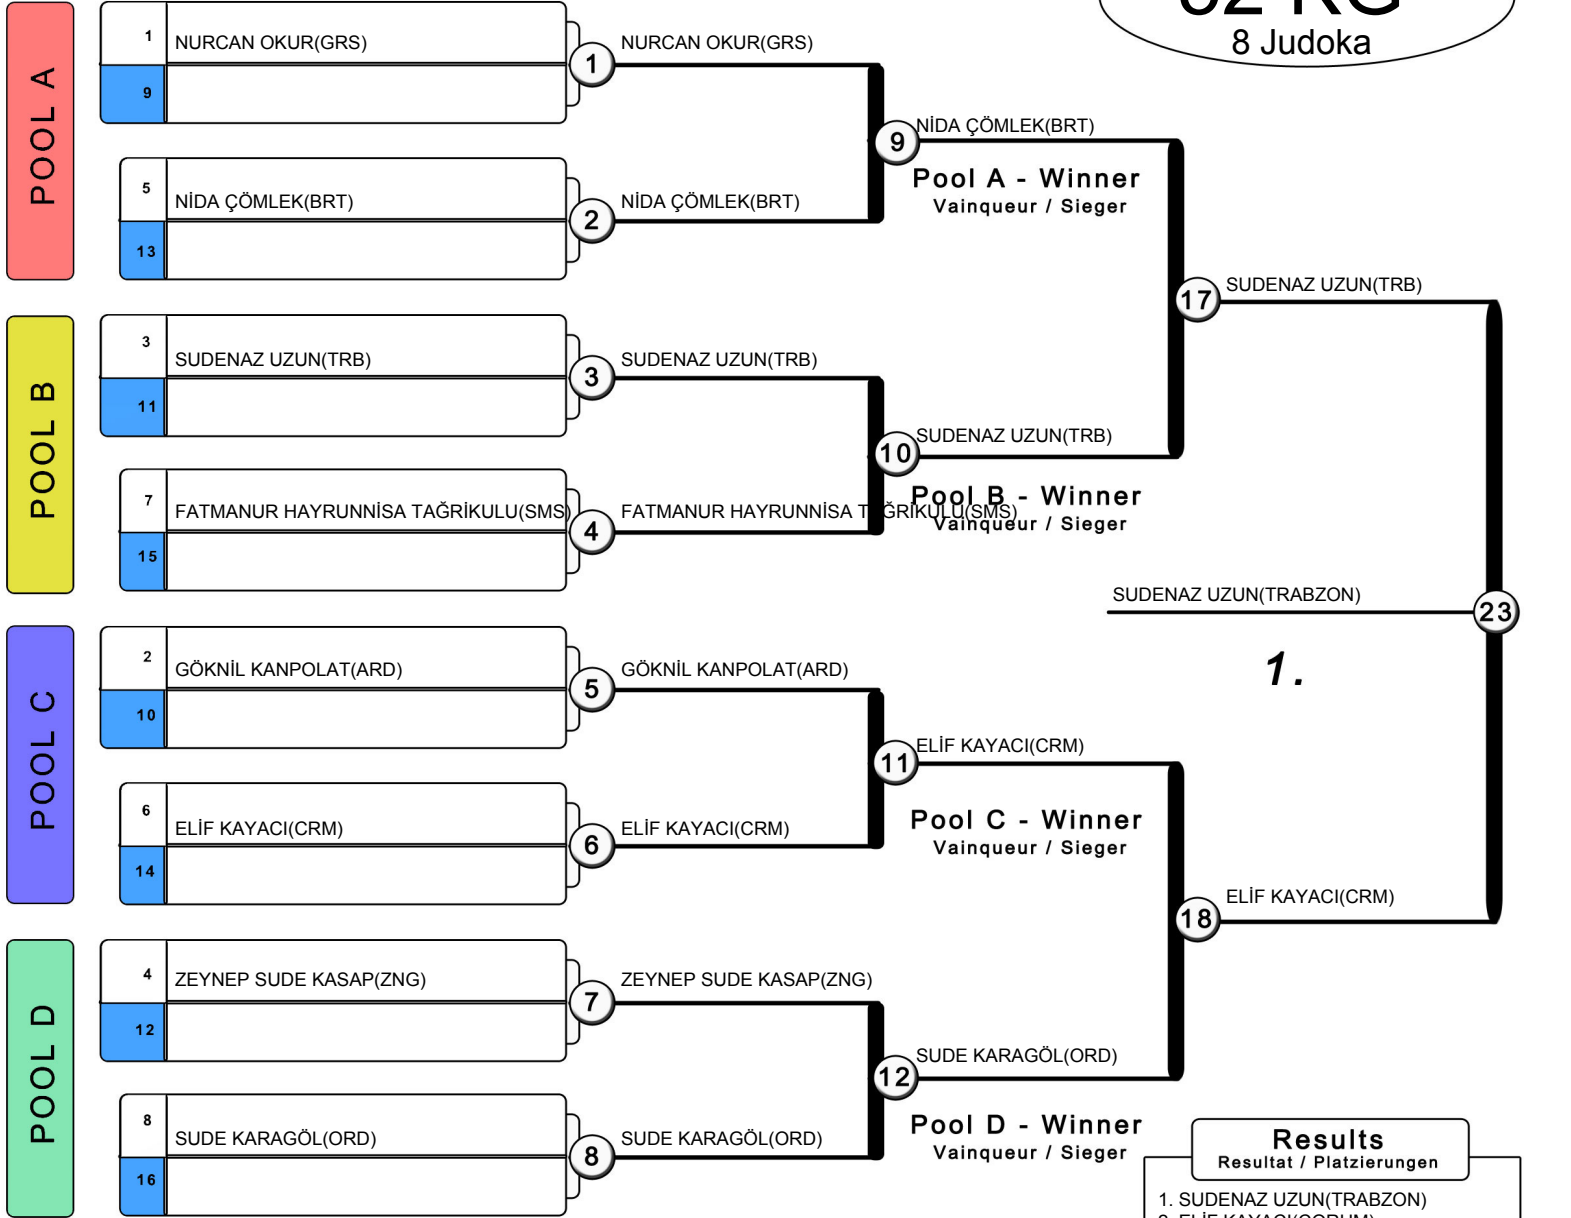 8 Judoka
POOL A
1 NURCAN OKUR(GRS)
9
1 NURCAN OKUR(GRS)
5 NİDA ÇÖMLEK(BRT)
13
2 NİDA ÇÖMLEK(BRT)
9 NİDA ÇÖMLEK(BRT)
Pool A - Winner
Vainqueur / Sieger
17 SUDENAZ UZUN(TRB)
POOL B
3 SUDENAZ UZUN(TRB)
11
3 SUDENAZ UZUN(TRB)
7 FATMANUR HAYRUNNİSA TAĞRİKULU(SMS)
15
4 FATMANUR HAYRUNNİSA TAĞRİKULU(SMS)
10 SUDENAZ UZUN(TRB)
Pool B - Winner
Vainqueur / Sieger
SUDENAZ UZUN(TRABZON)
23
1.
POOL C
2 GÖKNİL KANPOLAT(ARD)
10
5 GÖKNİL KANPOLAT(ARD)
6 ELİF KAYACI(CRM)
14
6 ELİF KAYACI(CRM)
11 ELİF KAYACI(CRM)
Pool C - Winner
Vainqueur / Sieger
18 ELİF KAYACI(CRM)
POOL D
4 ZEYNEP SUDE KASAP(ZNG)
12
7 ZEYNEP SUDE KASAP(ZNG)
8 SUDE KARAGÖL(ORD)
16
8 SUDE KARAGÖL(ORD)
12 SUDE KARAGÖL(ORD)
Pool D - Winner
Vainqueur / Sieger
Results
Resultat / Platzierungen
1. SUDENAZ UZUN(TRABZON)